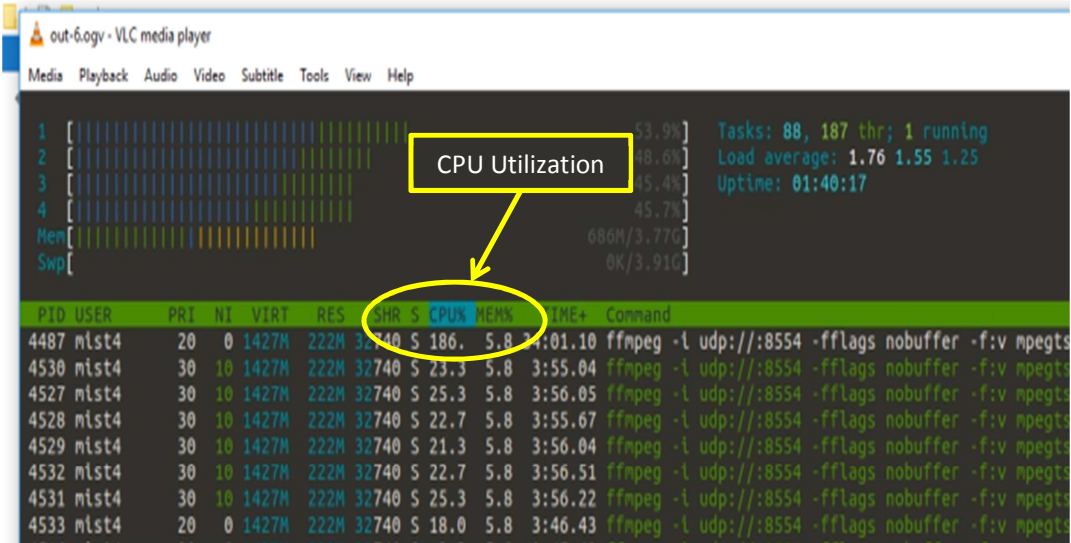 out-6.ogv - VLC media player
Media Playback Audio Video Subtitle Tools View Help
1 [ 53.9%] Tasks: 88, 187 thr; 1 running
2 [ 48.6%] Load average: 1.76 1.55 1.25
3 [ 45.4%] Uptime: 01:40:17
4 [ 45.7%]
Mem[ 686M/3.77G]
Swp[ 0K/3.91G]
CPU Utilization
PID USER PRI NI VIRT RES SHR S CPU% MEM% TIME+ Command
4487 mist4 20 0 1427M 222M 32740 S 186. 5.8 34:01.10 ffmpeg -i udp://:8554 -fflags nobuffer -f:v mpegts
4530 mist4 30 10 1427M 222M 32740 S 23.3 5.8 3:55.04 ffmpeg -i udp://:8554 -fflags nobuffer -f:v mpegts
4527 mist4 30 10 1427M 222M 32740 S 25.3 5.8 3:56.05 ffmpeg -i udp://:8554 -fflags nobuffer -f:v mpegts
4528 mist4 30 10 1427M 222M 32740 S 22.7 5.8 3:55.67 ffmpeg -i udp://:8554 -fflags nobuffer -f:v mpegts
4529 mist4 30 10 1427M 222M 32740 S 21.3 5.8 3:56.04 ffmpeg -i udp://:8554 -fflags nobuffer -f:v mpegts
4532 mist4 30 10 1427M 222M 32740 S 22.7 5.8 3:56.51 ffmpeg -i udp://:8554 -fflags nobuffer -f:v mpegts
4531 mist4 30 10 1427M 222M 32740 S 25.3 5.8 3:56.22 ffmpeg -i udp://:8554 -fflags nobuffer -f:v mpegts
4533 mist4 20 0 1427M 222M 32740 S 18.0 5.8 3:46.43 ffmpeg -i udp://:8554 -fflags nobuffer -f:v mpegts